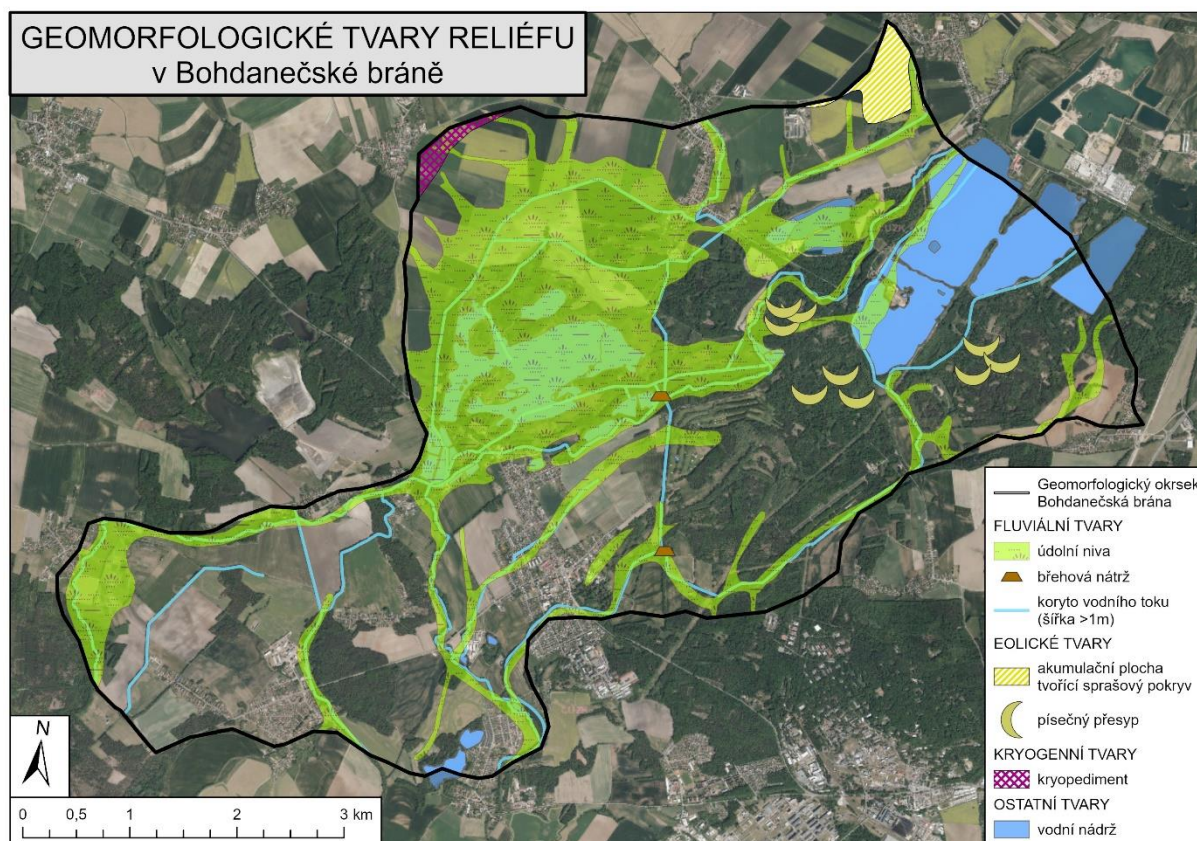 GEOMORFOLOGICKÉ TVARY RELIÉFU
v Bohdanečské bráně
Geomorfologický okrsek
Bohdanečská brána
FLUVIÁLNÍ TVARY
údolní niva
břehová nátrž
koryto vodního toku
(šířka >1m)
EOLICKÉ TVARY
akumulační plocha
tvořící sprašový pokryv
písečný přesyp
KRYOGENNÍ TVARY
kryopediment
OSTATNÍ TVARY
vodní nádrž
N
0 0,5 1 2 3 km